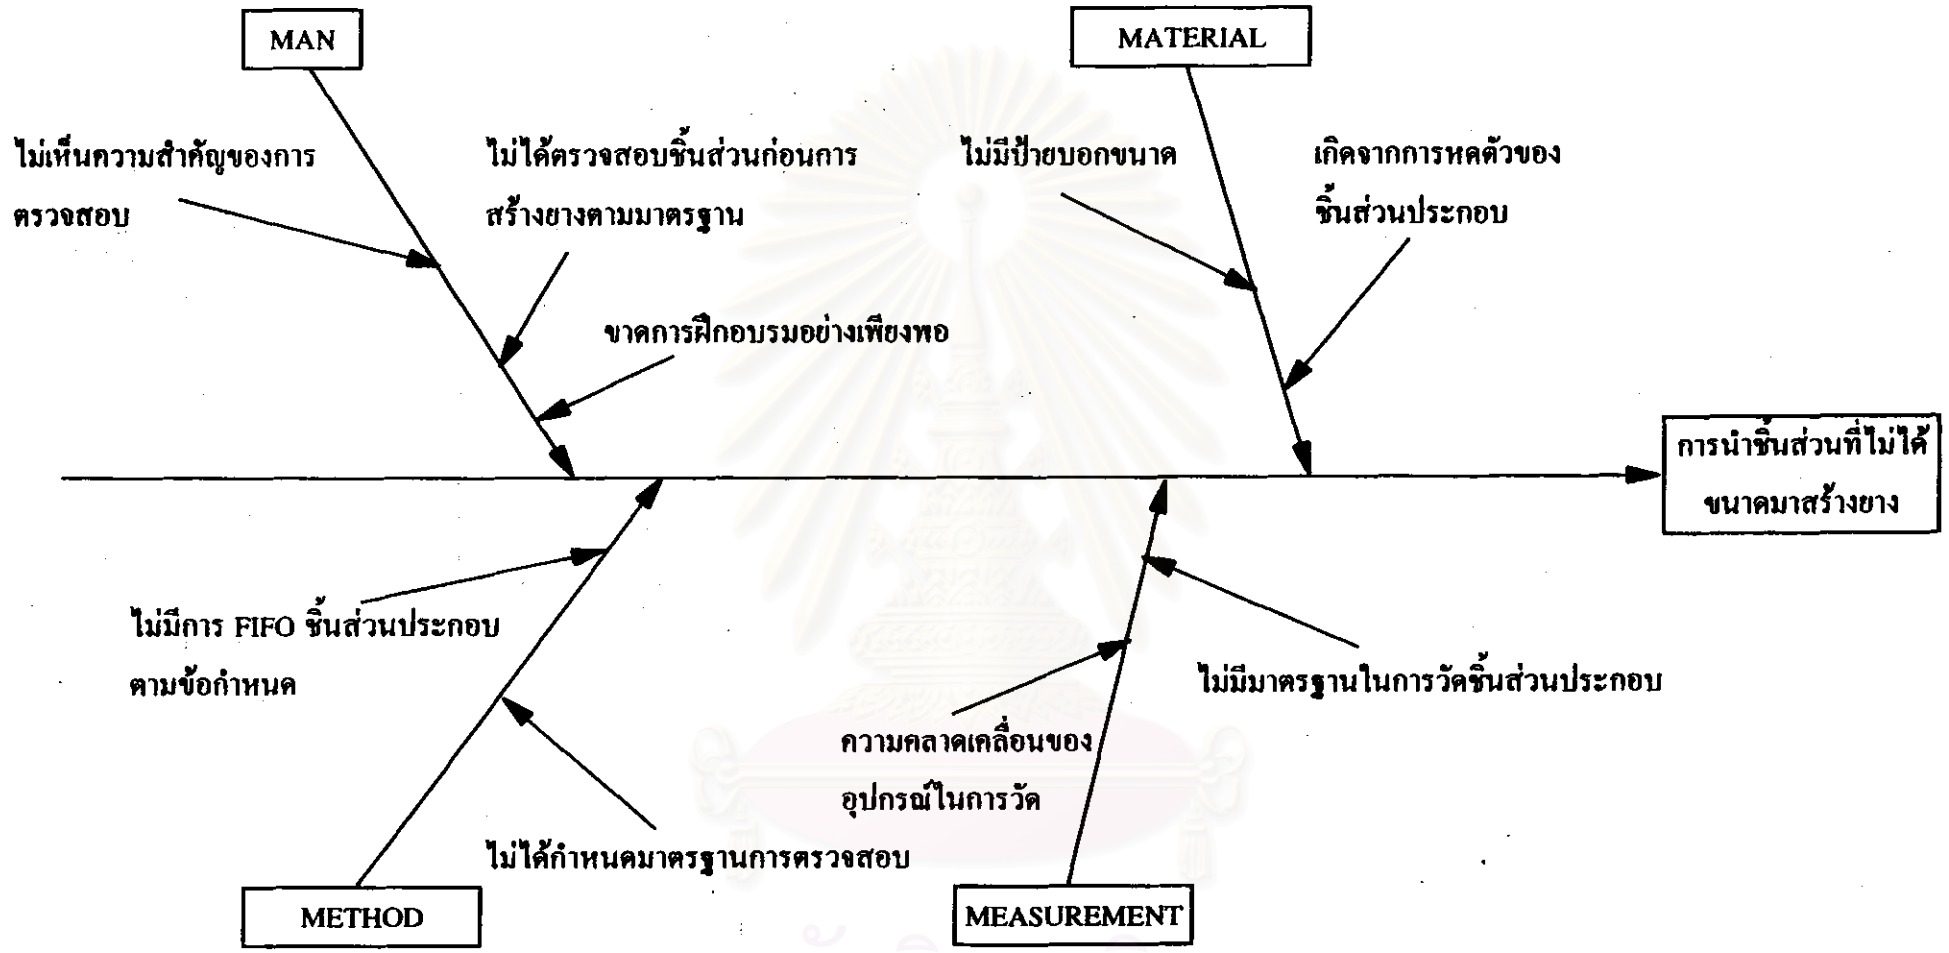 MAN
MATERIAL
ไม่เห็นความสำคัญของการ
ตรวจสอบ
ไม่ได้ตรวจสอบชิ้นส่วนก่อนการ
สร้างยางตามมาตรฐาน
ไม่มีป้ายบอกขนาด
เกิดจากการหดตัวของ
ชิ้นส่วนประกอบ
ขาดการฝึกอบรมอย่างเพียงพอ
การนำชิ้นส่วนที่ไม่ได้
ขนาดมาสร้างยาง
ไม่มีการ FIFO ชิ้นส่วนประกอบ
ตามข้อกำหนด
ไม่มีมาตรฐานในการวัดชิ้นส่วนประกอบ
ความคลาดเคลื่อนของ
อุปกรณ์ในการวัด
ไม่ได้กำหนดมาตรฐานการตรวจสอบ
METHOD
MEASUREMENT